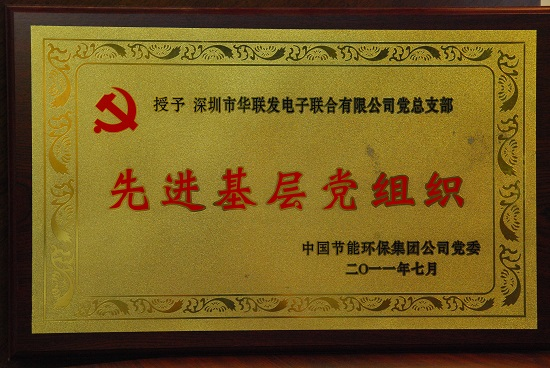 授予 深圳市华联发电子联合有限公司党总支部
先进基层党组织
中国节能环保集团公司党委
二〇一一年七月